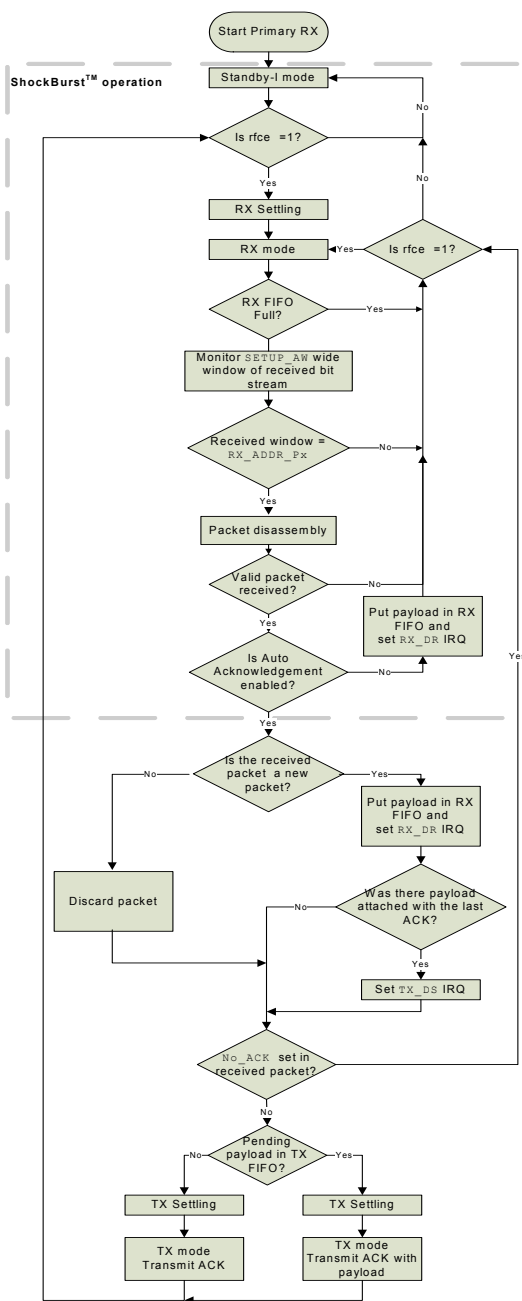 Start Primary RX
ShockBurst™ operation
Standby-I mode
No
Is rfce =1?
No
Yes
RX Settling
RX mode
Yes
Is rfce =1?
RX FIFO
Full?
Yes
Monitor SETUP_AW wide
window of received bit
stream
Received window =
RX_ADDR_Px
No
Yes
Packet disassembly
Valid packet
received?
No
Put payload in RX
FIFO and
set RX_DR IRQ
Yes
Is Auto
Acknowledgement
enabled?
No
Yes
Yes
Is the received
packet a new
packet?
No
Yes
Put payload in RX
FIFO and
set RX_DR IRQ
Discard packet
Was there payload
attached with the last
ACK?
No
Yes
Set TX_DS IRQ
No_ACK set in
received packet?
No
Pending
payload in TX
FIFO?
No
Yes
TX Settling
TX Settling
TX mode
Transmit ACK
TX mode
Transmit ACK with
payload